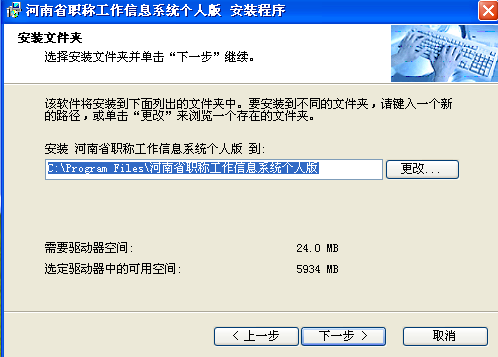 河南省职称工作信息系统个人版 安装程序
安装文件夹
选择安装文件夹并单击“下一步”继续。
该软件将安装到下面列出的文件夹中。要安装到不同的文件夹，请键入一个新
的路径，或单击“更改”来浏览一个存在的文件夹。
安装 河南省职称工作信息系统个人版 到:
C:\Program Files\河南省职称工作信息系统个人版
更改...
需要驱动器空间: 24.0 MB
选定驱动器中的可用空间: 5934 MB
< 上一步 下一步 > 取消